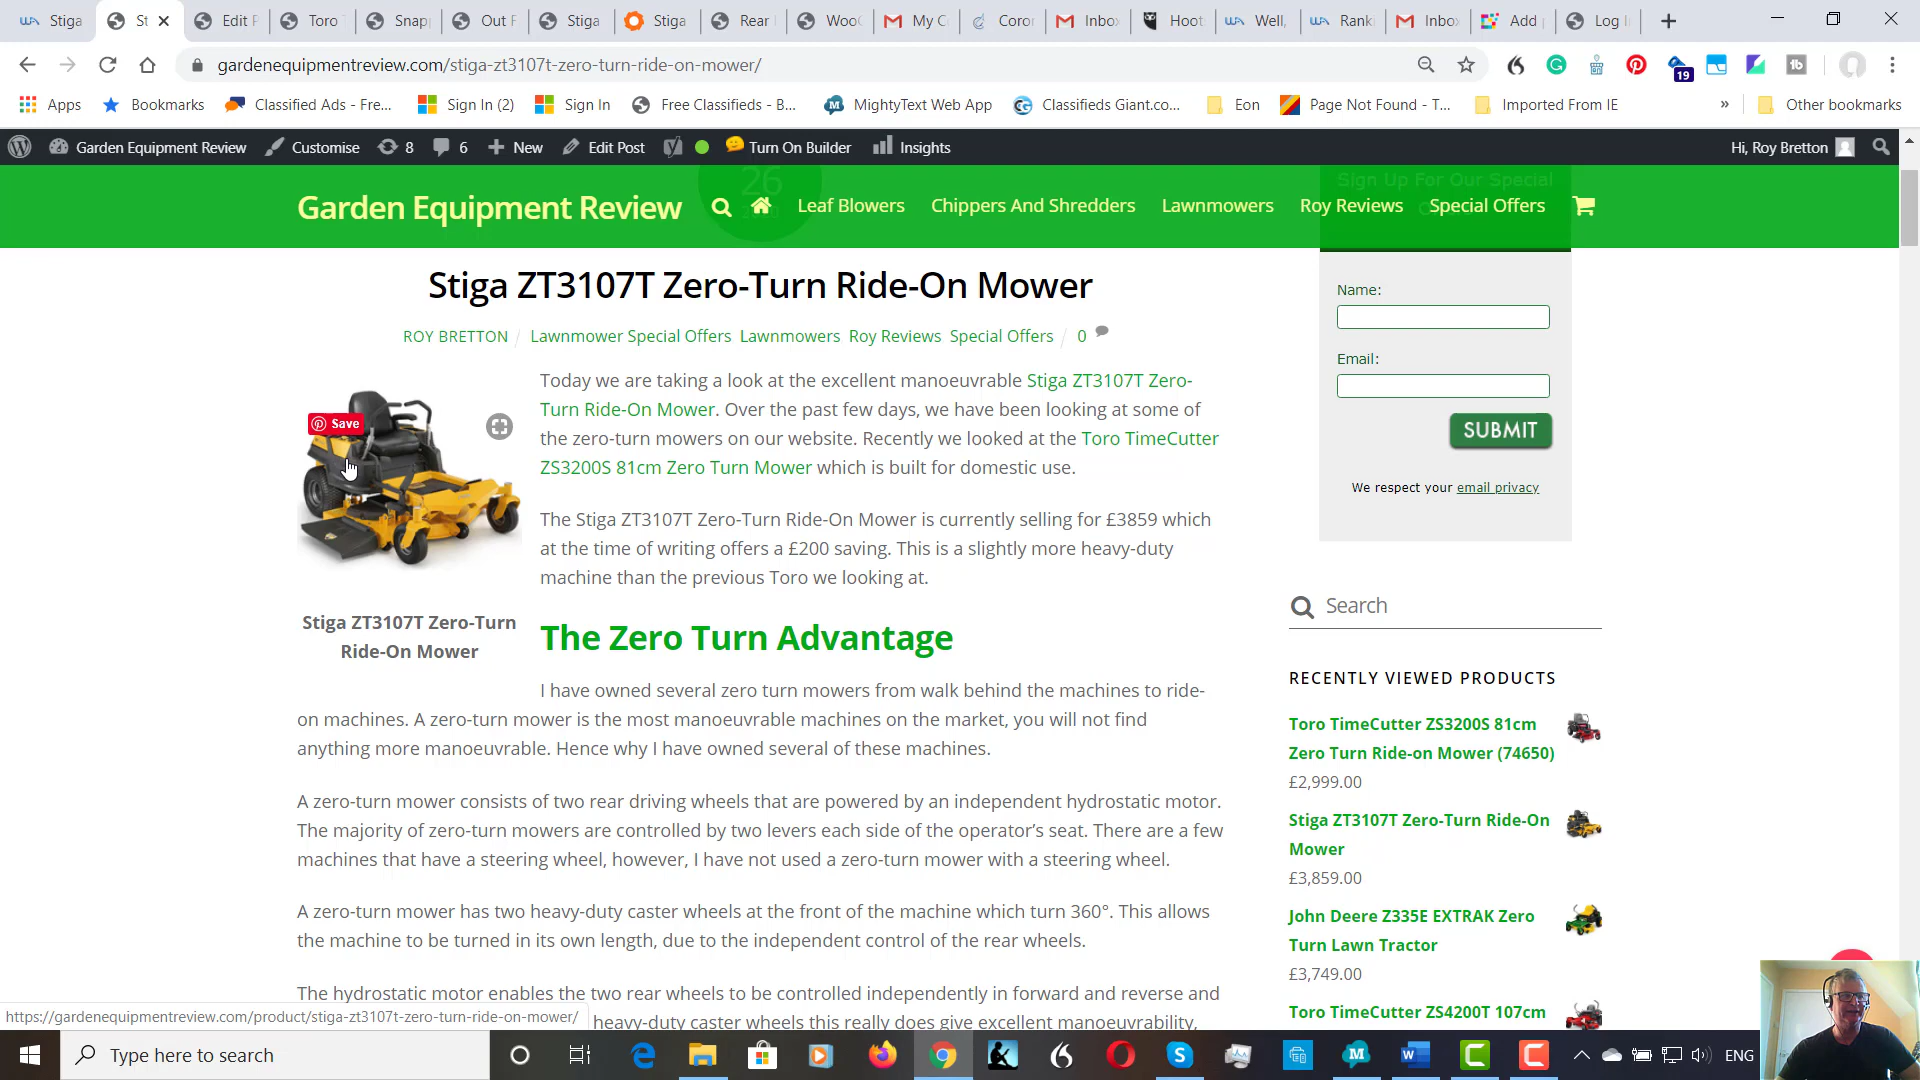 Stiga
St
Edit F
Toro
Snap
Out F
Stiga
Stiga
Rear
Woo
My C
Coron
Inbo
Hoot
Well,
Rank
Inbo
Add
Log I
gardenequipmentreview.com/stiga-zt3107t-zero-turn-ride-on-mower/
19
Apps
Bookmarks
Classified Ads - Fre...
Sign In (2)
Sign In
Free Classifieds - B...
MightyText Web App
Classifieds Giant.co...
Eon
Page Not Found - T...
Imported From IE
»
Other bookmarks
Garden Equipment Review
Customise
8
6
New
Edit Post
Turn On Builder
Insights
Hi, Roy Bretton
Garden Equipment Review
26
Leaf Blowers
Chippers And Shredders
Lawnmowers
Roy Reviews
Special Offers
Sign Up For Our Special
Stiga ZT3107T Zero-Turn Ride-On Mower
ROY BRETTON / Lawnmower Special Offers Lawnmowers Roy Reviews Special Offers / 0
Save
Today we are taking a look at the excellent manoeuvrable Stiga ZT3107T Zero-
Turn Ride-On Mower. Over the past few days, we have been looking at some of
the zero-turn mowers on our website. Recently we looked at the Toro TimeCutter
ZS3200S 81cm Zero Turn Mower which is built for domestic use.
The Stiga ZT3107T Zero-Turn Ride-On Mower is currently selling for £3859 which
at the time of writing offers a £200 saving. This is a slightly more heavy-duty
machine than the previous Toro we looking at.
Stiga ZT3107T Zero-Turn
Ride-On Mower
The Zero Turn Advantage
I have owned several zero turn mowers from walk behind the machines to ride-
on machines. A zero-turn mower is the most manoeuvrable machines on the market, you will not find
anything more manoeuvrable. Hence why I have owned several of these machines.
A zero-turn mower consists of two rear driving wheels that are powered by an independent hydrostatic motor.
The majority of zero-turn mowers are controlled by two levers each side of the operator's seat. There are a few
machines that have a steering wheel, however, I have not used a zero-turn mower with a steering wheel.
A zero-turn mower has two heavy-duty caster wheels at the front of the machine which turn 360°. This allows
the machine to be turned in its own length, due to the independent control of the rear wheels.
The hydrostatic motor enables the two rear wheels to be controlled independently in forward and reverse and
heavy-duty caster wheels this really does give excellent manoeuvrability,
Name:
Email:
SUBMIT
We respect your email privacy
Search
RECENTLY VIEWED PRODUCTS
Toro TimeCutter ZS3200S 81cm
Zero Turn Ride-on Mower (74650)
£2,999.00
Stiga ZT3107T Zero-Turn Ride-On
Mower
£3,859.00
John Deere Z335E EXTRAK Zero
Turn Lawn Tractor
£3,749.00
Toro TimeCutter ZS4200T 107cm
https://gardenequipmentreview.com/product/stiga-zt3107t-zero-turn-ride-on-mower/
Type here to search
ENG